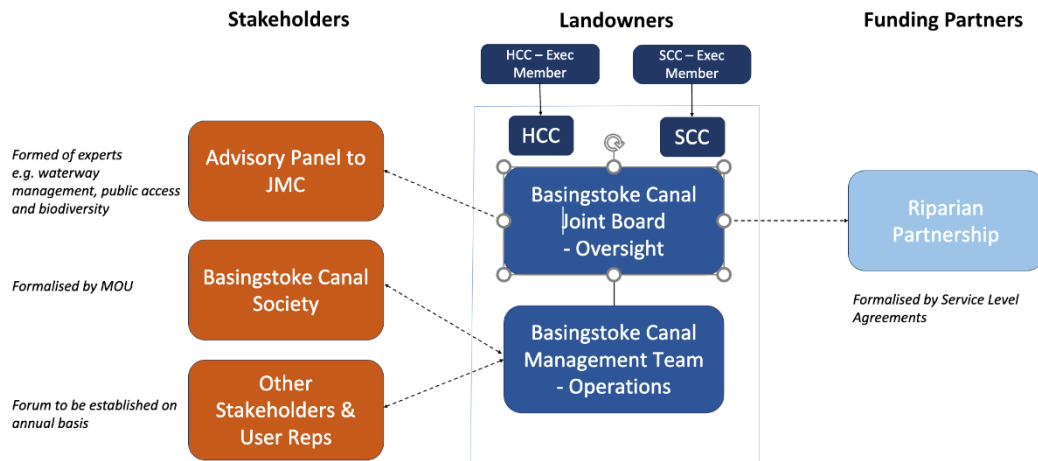 Stakeholders
Landowners
Funding Partners
HCC – Exec
Member
SCC – Exec
Member
HCC
SCC
Formed of experts
e.g. waterway
management, public access
and biodiversity
Advisory Panel to
JMC
Basingstoke Canal
Joint Board
- Oversight
Riparian
Partnership
Formalised by MOU
Basingstoke Canal
Society
Formalised by Service Level
Agreements
Basingstoke Canal
Management Team
- Operations
Forum to be established on
annual basis
Other
Stakeholders &
User Reps